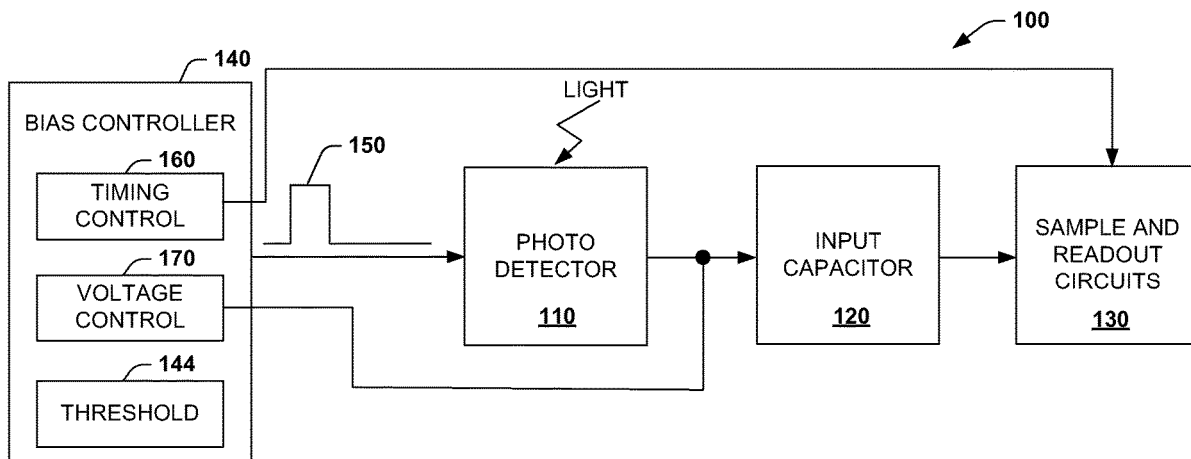 100
140
BIAS CONTROLLER
160
TIMING
CONTROL
150
LIGHT
PHOTO
DETECTOR
110
INPUT
CAPACITOR
120
SAMPLE AND
READOUT
CIRCUITS
130
170
VOLTAGE
CONTROL
144
THRESHOLD